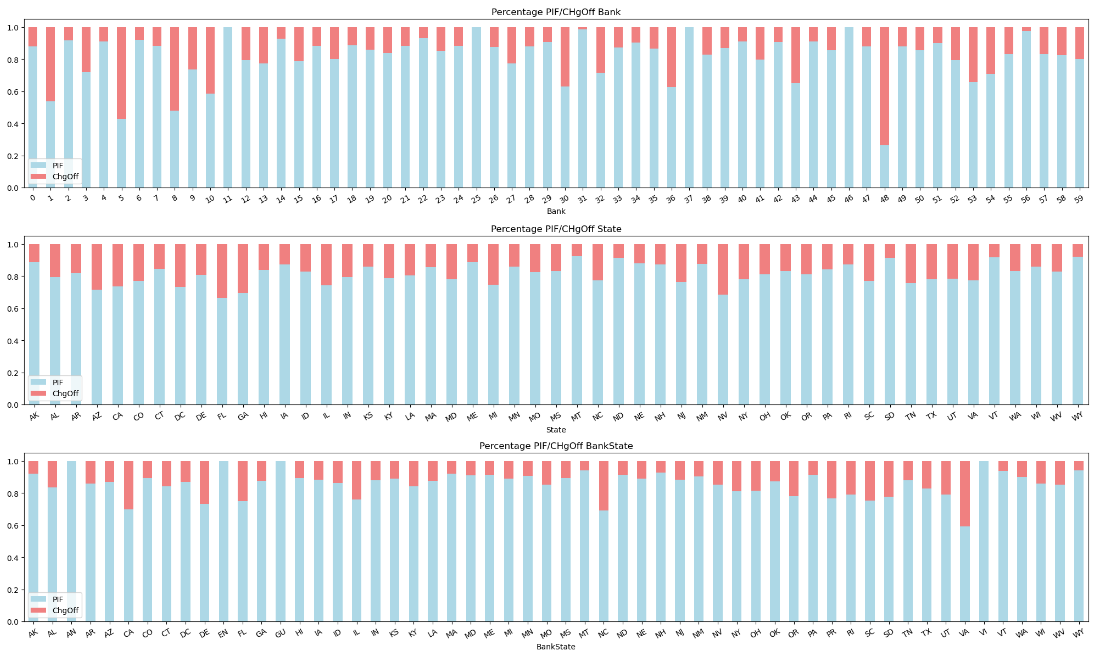 Percentage PIF/CHgOff Bank
1.0
0.8
0.6
0.4
0.2
0.0
PIF
ChgOff
0 1 2 3 4 5 6 7 8 9 10 11 12 13 14 15 16 17 18 19 20 21 22 23 24 25 26 27 28 29 30 31 32 33 34 35 36 37 38 39 40 41 42 43 44 45 46 47 48 49 50 51 52 53 54 55 56 57 58 59
Bank
Percentage PIF/CHgOff State
1.0
0.8
0.6
0.4
0.2
0.0
PIF
ChgOff
AK AL AR AZ CA CO CT DC DE FL GA HI IA ID IL IN KS KY LA MA MD ME MI MN MO MS MT NC ND NE NH NJ NM NV NY OH OK OR PA RI SC SD TN TX UT VA VT WA WI WV WY
State
Percentage PIF/CHgOff BankState
1.0
0.8
0.6
0.4
0.2
0.0
PIF
ChgOff
AK AL AN AR AZ CA CO CT DC DE EN FL GA GU HI IA ID IL IN KS KY LA MA MD ME MI MN MO MS MT NC ND NE NH NJ NM NV NY OH OK OR PA PR RI SC SD TN TX UT VA VI VT WA WI WV WY
BankState